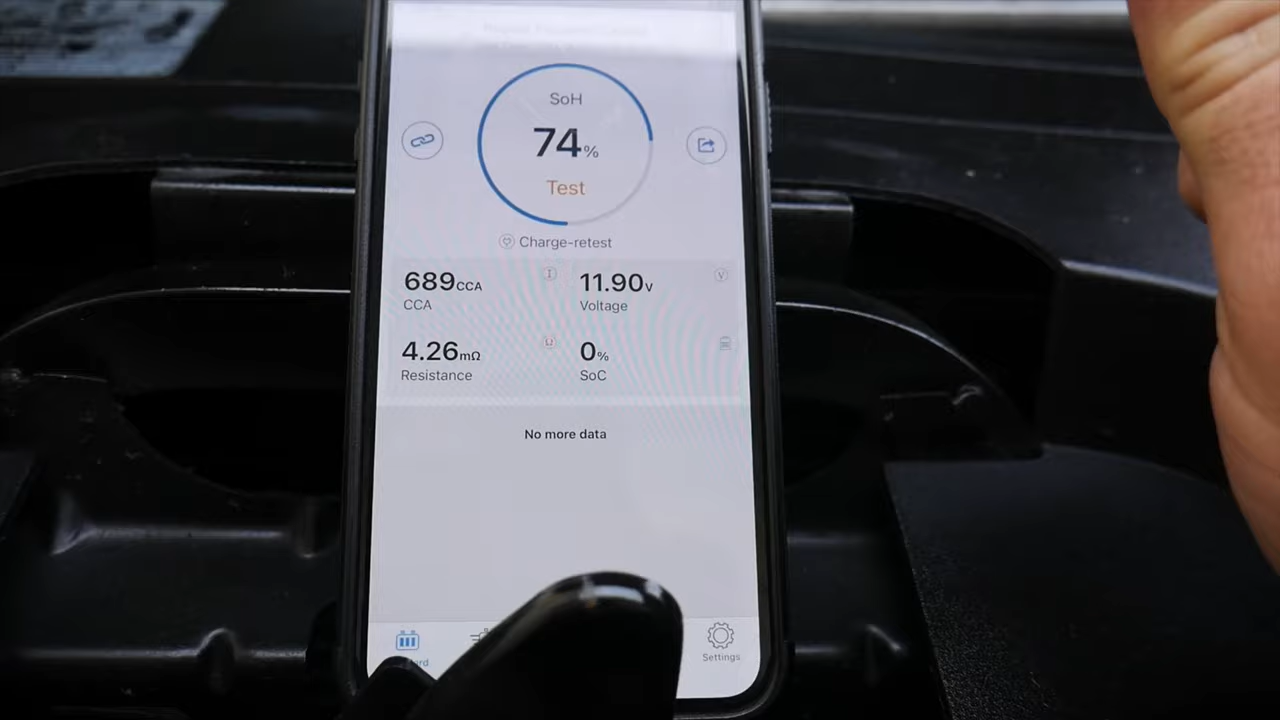 SoH
74%
Test
Charge-retest
689CCA
CCA
11.90V
Voltage
4.26mΩ
Resistance
0%
SoC
No more data
Settings